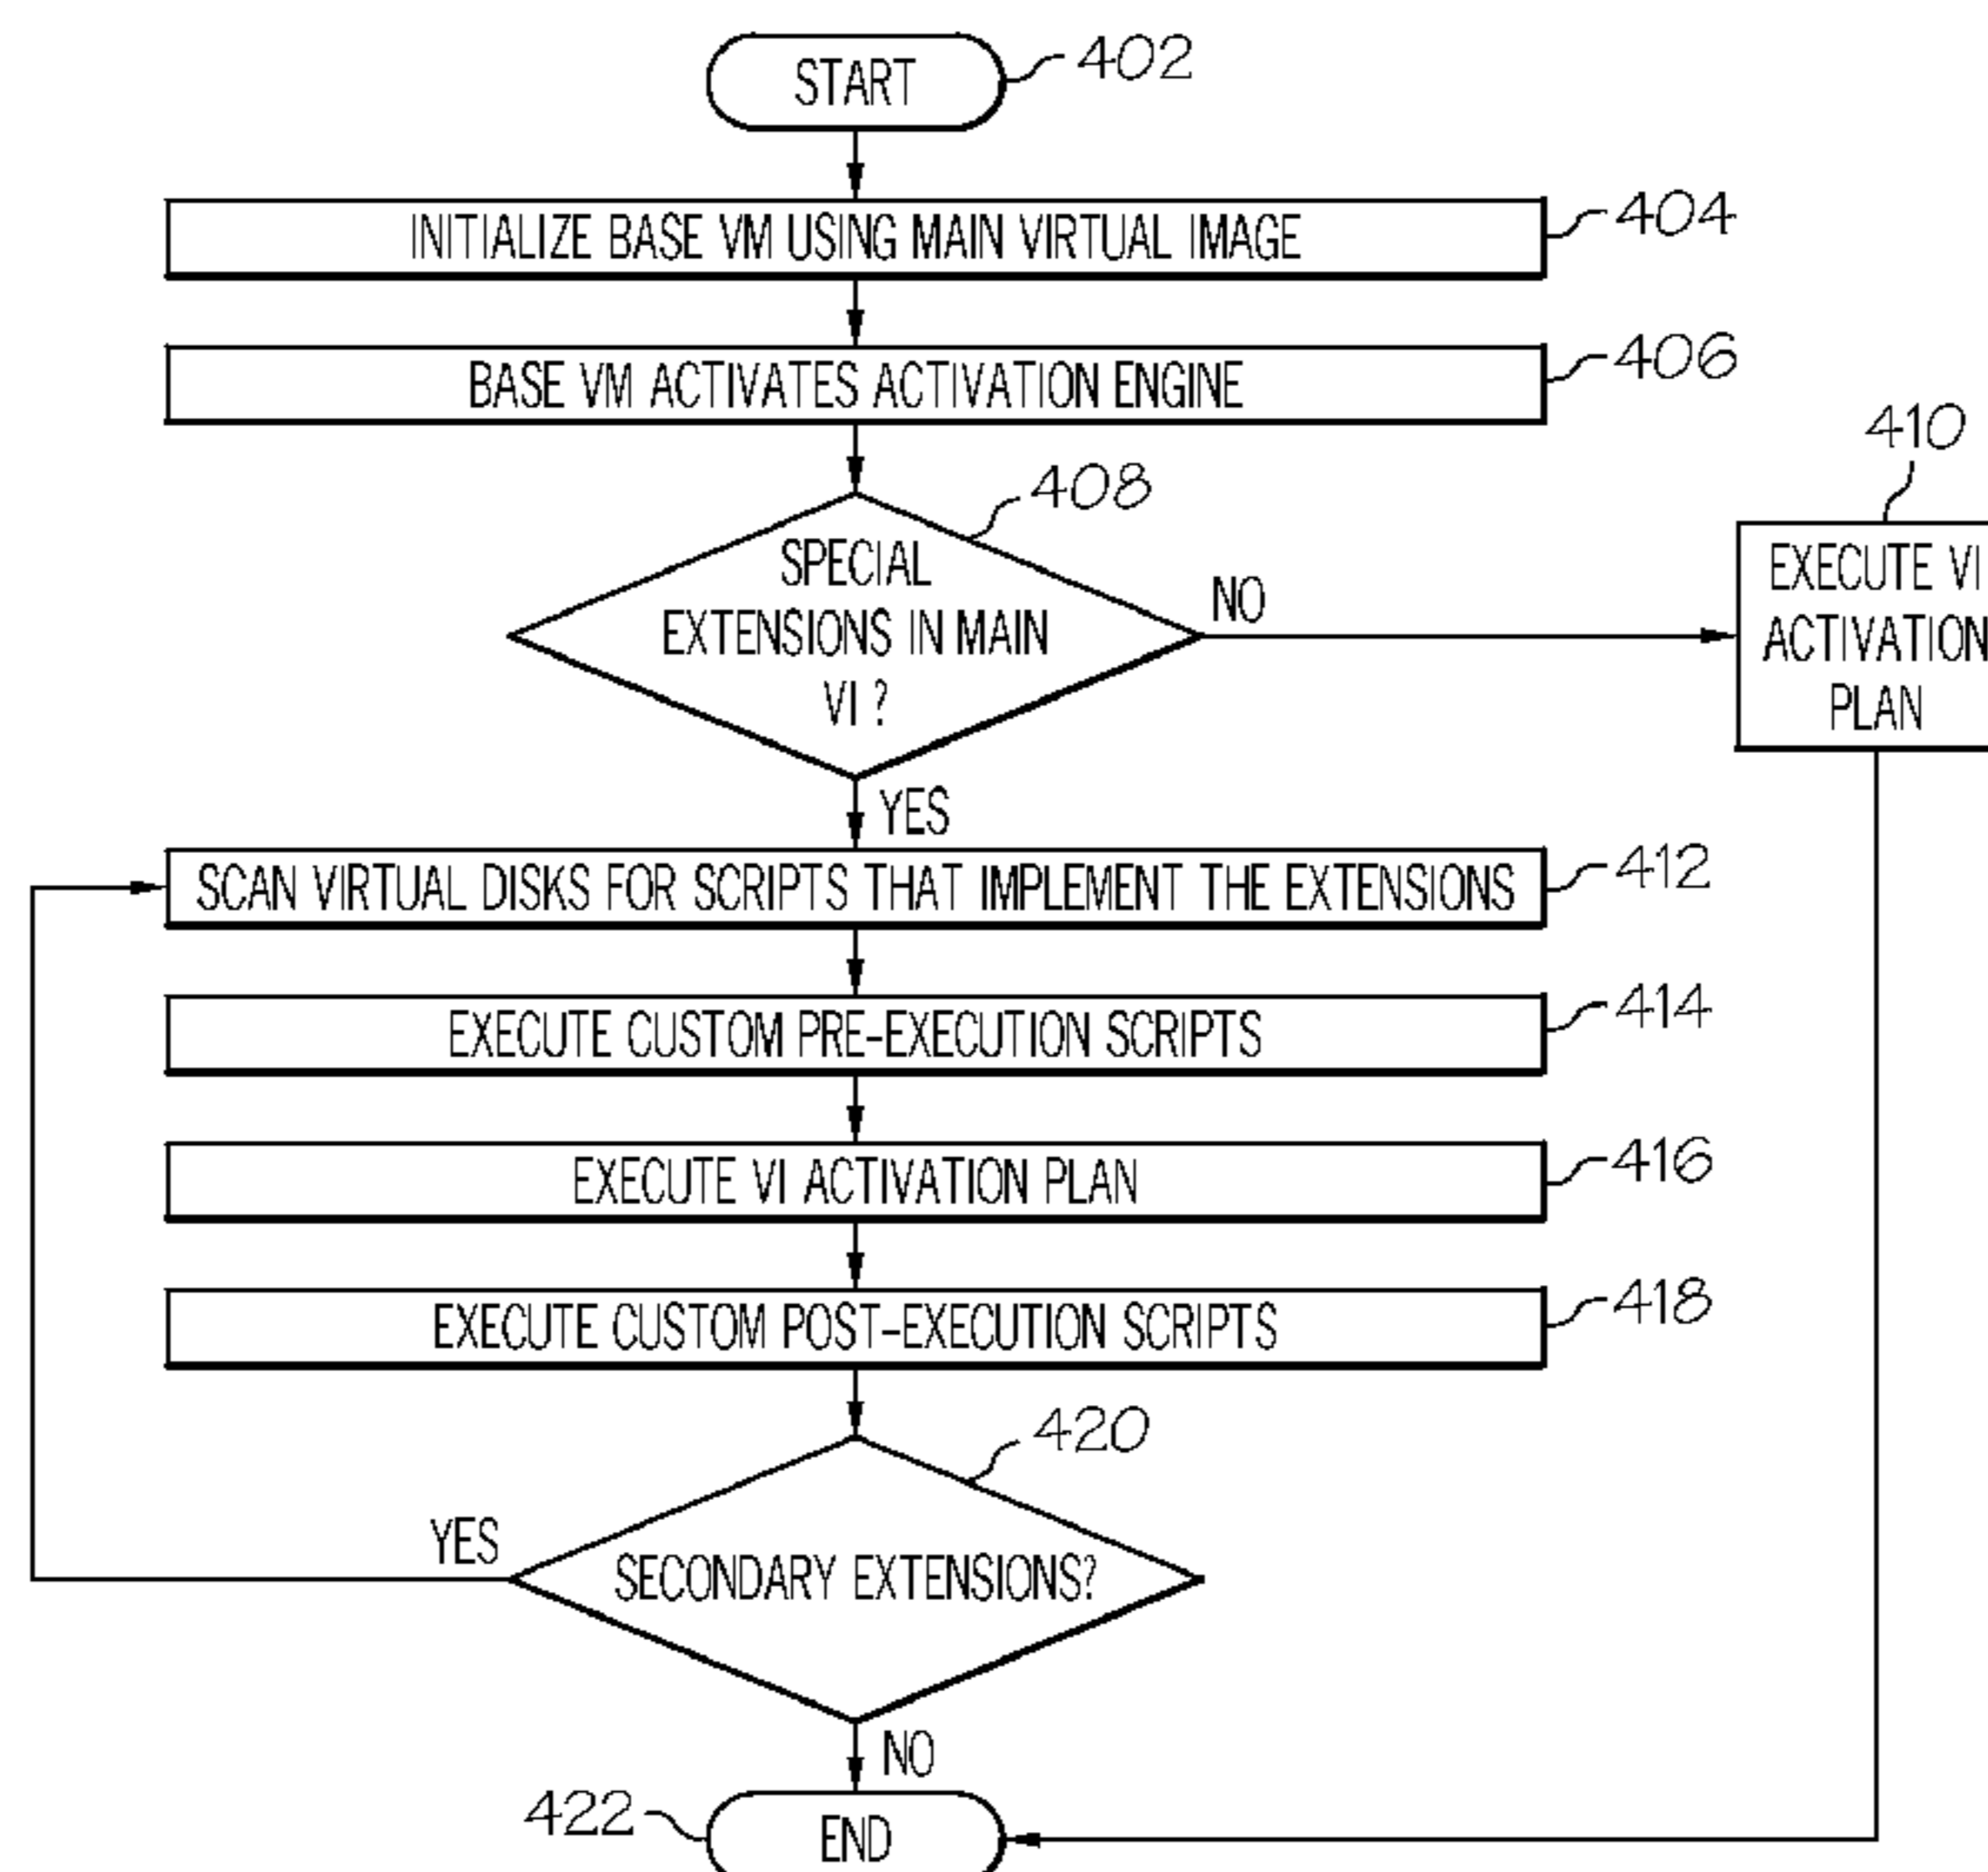 START
402
INITIALIZE BASE VM USING MAIN VIRTUAL IMAGE
404
BASE VM ACTIVATES ACTIVATION ENGINE
406
408
SPECIAL
EXTENSIONS IN MAIN
VI ?
NO
410
EXECUTE VI
ACTIVATION
PLAN
YES
SCAN VIRTUAL DISKS FOR SCRIPTS THAT IMPLEMENT THE EXTENSIONS
412
EXECUTE CUSTOM PRE-EXECUTION SCRIPTS
414
EXECUTE VI ACTIVATION PLAN
416
EXECUTE CUSTOM POST-EXECUTION SCRIPTS
418
420
SECONDARY EXTENSIONS?
YES
NO
422
END